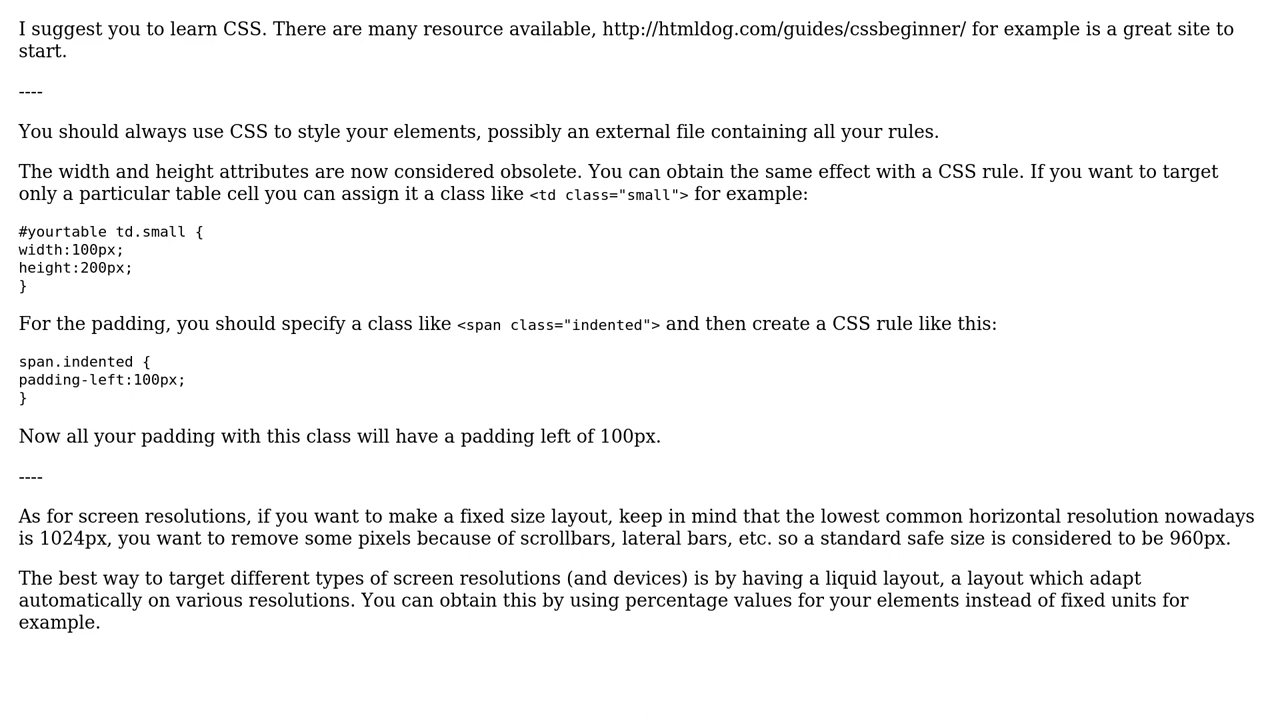 I suggest you to learn CSS. There are many resource available, http://htmldog.com/guides/cssbeginner/ for example is a great site to
start.
----
You should always use CSS to style your elements, possibly an external file containing all your rules.
The width and height attributes are now considered obsolete. You can obtain the same effect with a CSS rule. If you want to target
only a particular table cell you can assign it a class like <td class="small"> for example:
#yourtable td.small {
width:100px;
height:200px;
}
For the padding, you should specify a class like <span class="indented"> and then create a CSS rule like this:
span.indented {
padding-left:100px;
}
Now all your padding with this class will have a padding left of 100px.
----
As for screen resolutions, if you want to make a fixed size layout, keep in mind that the lowest common horizontal resolution nowadays
is 1024px, you want to remove some pixels because of scrollbars, lateral bars, etc. so a standard safe size is considered to be 960px.
The best way to target different types of screen resolutions (and devices) is by having a liquid layout, a layout which adapt
automatically on various resolutions. You can obtain this by using percentage values for your elements instead of fixed units for
example.